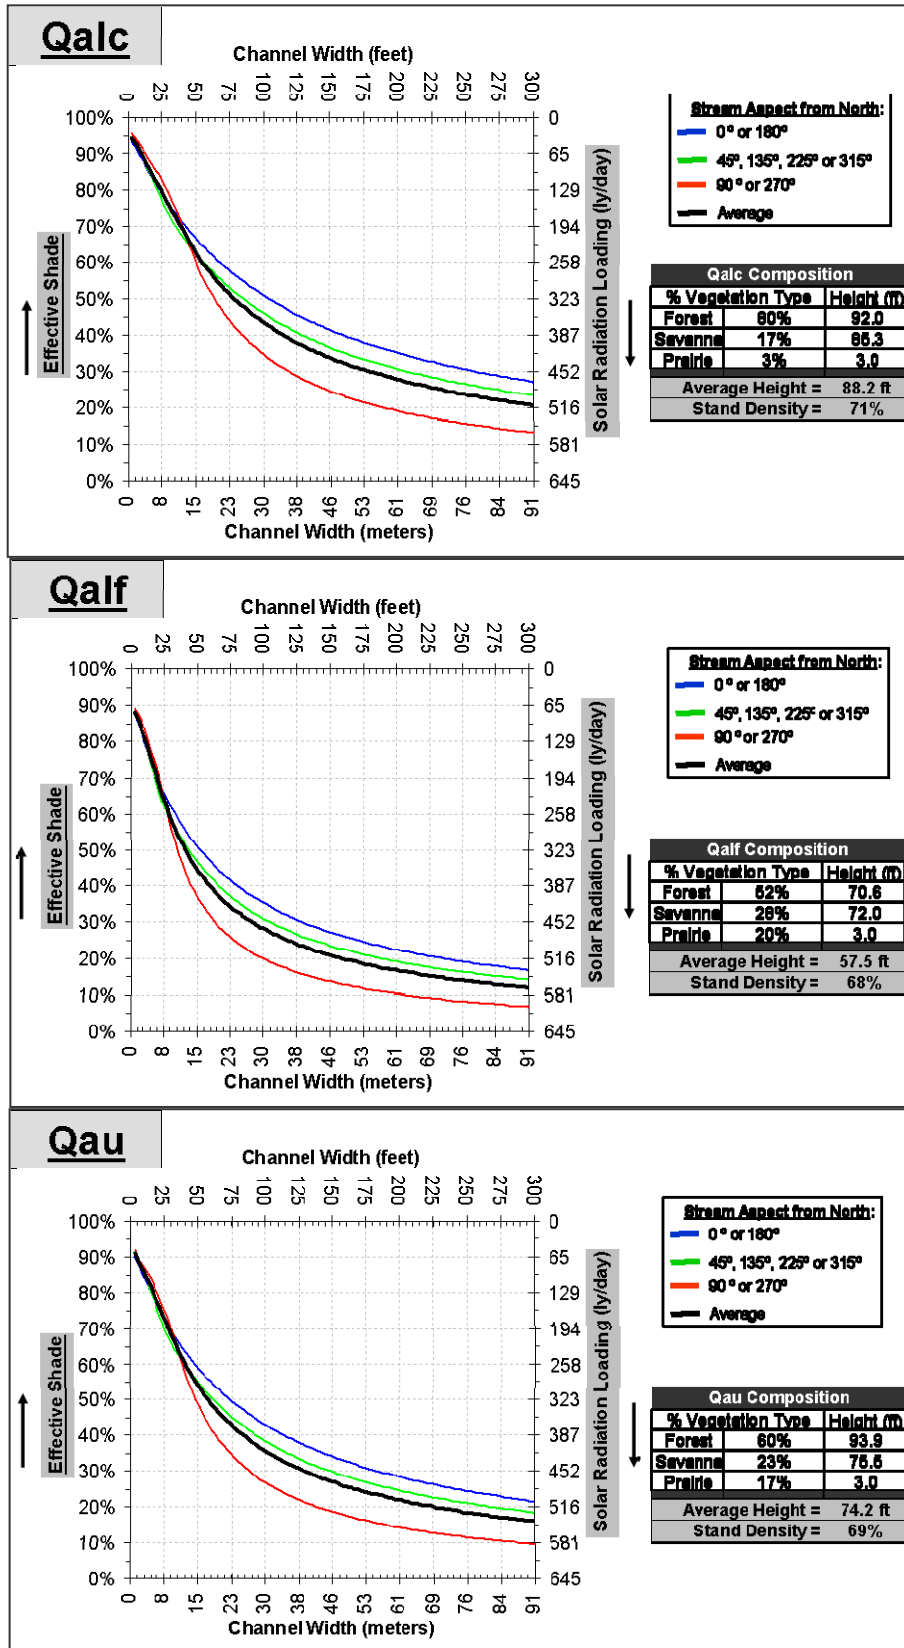 Qalc
Channel Width (feet)
0 25 50 75 100 125 150 175 200 225 250 275 300
100% 90% 80% 70% 60% 50% 40% 30% 20% 10% 0%
Effective Shade
0 65 129 194 258 323 387 452 516 581 645
Solar Radiation Loading (ly/day)
0 8 15 23 30 38 46 53 61 69 76 84 91
Channel Width (meters)
Stream Aspect from North:
0° or 180°
45°, 135°, 225° or 315°
90° or 270°
Average
Qalc Composition
% Vegetation Type Height (ft)
Forest 80% 92.0
Savanna 17% 85.3
Prairie 3% 3.0
Average Height = 88.2 ft
Stand Density = 71%
Qalf
Channel Width (feet)
0 25 50 75 100 125 150 175 200 225 250 275 300
100% 90% 80% 70% 60% 50% 40% 30% 20% 10% 0%
Effective Shade
0 65 129 194 258 323 387 452 516 581 645
Solar Radiation Loading (ly/day)
0 8 15 23 30 38 46 53 61 69 76 84 91
Channel Width (meters)
Stream Aspect from North:
0° or 180°
45°, 135°, 225° or 315°
90° or 270°
Average
Qalf Composition
% Vegetation Type Height (ft)
Forest 52% 70.6
Savanna 28% 72.0
Prairie 20% 3.0
Average Height = 57.5 ft
Stand Density = 68%
Qau
Channel Width (feet)
0 25 50 75 100 125 150 175 200 225 250 275 300
100% 90% 80% 70% 60% 50% 40% 30% 20% 10% 0%
Effective Shade
0 65 129 194 258 323 387 452 516 581 645
Solar Radiation Loading (ly/day)
0 8 15 23 30 38 46 53 61 69 76 84 91
Channel Width (meters)
Stream Aspect from North:
0° or 180°
45°, 135°, 225° or 315°
90° or 270°
Average
Qau Composition
% Vegetation Type Height (ft)
Forest 60% 93.9
Savanna 23% 75.5
Prairie 17% 3.0
Average Height = 74.2 ft
Stand Density = 69%